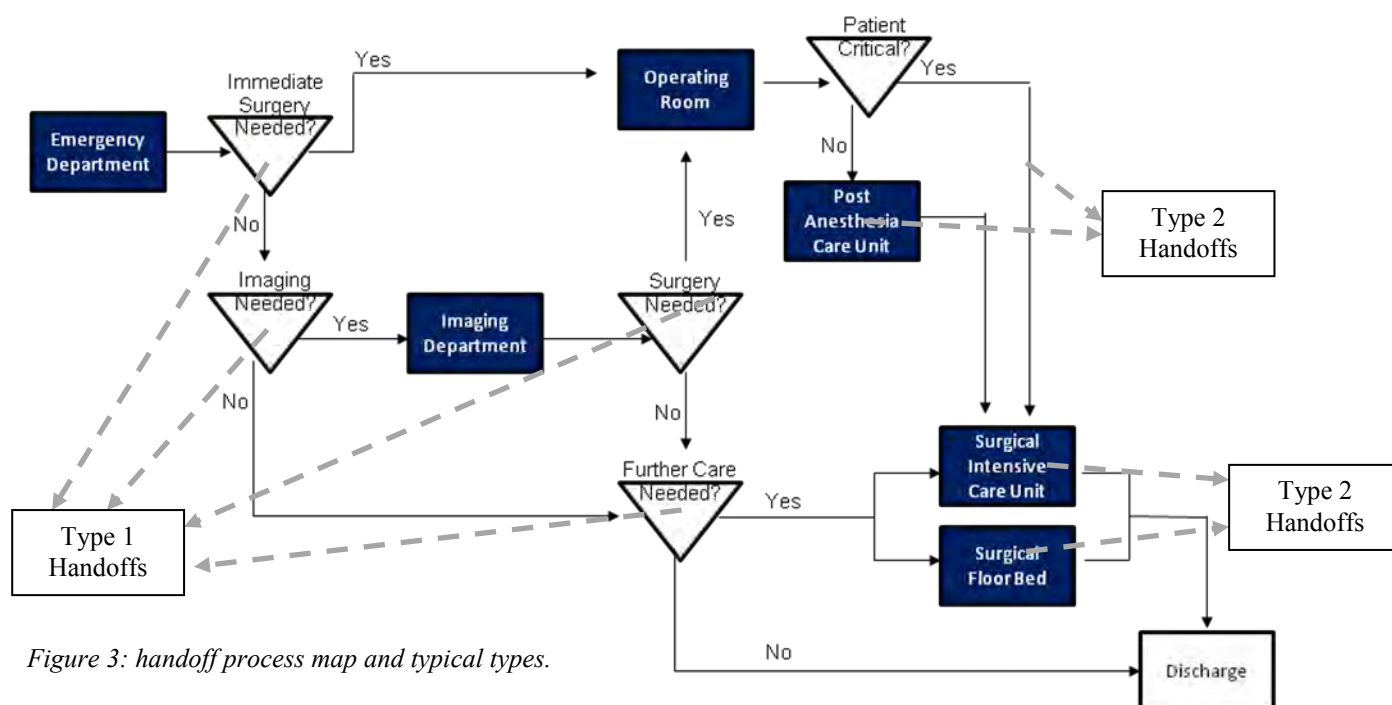 Patient
Critical?
Yes
Yes
Immediate
Surgery
Needed?
Operating
Room
Emergency
Department
No
Post
Anesthesia
Care Unit
Type 2
Handoffs
No
Yes
Imaging
Needed?
Surgery
Needed?
Yes
Imaging
Department
No
No
Surgical
Intensive
Care Unit
Further Care
Needed?
Yes
Type 2
Handoffs
Type 1
Handoffs
Surgical
Floor Bed
Figure 3: handoff process map and typical types.
No
Discharge